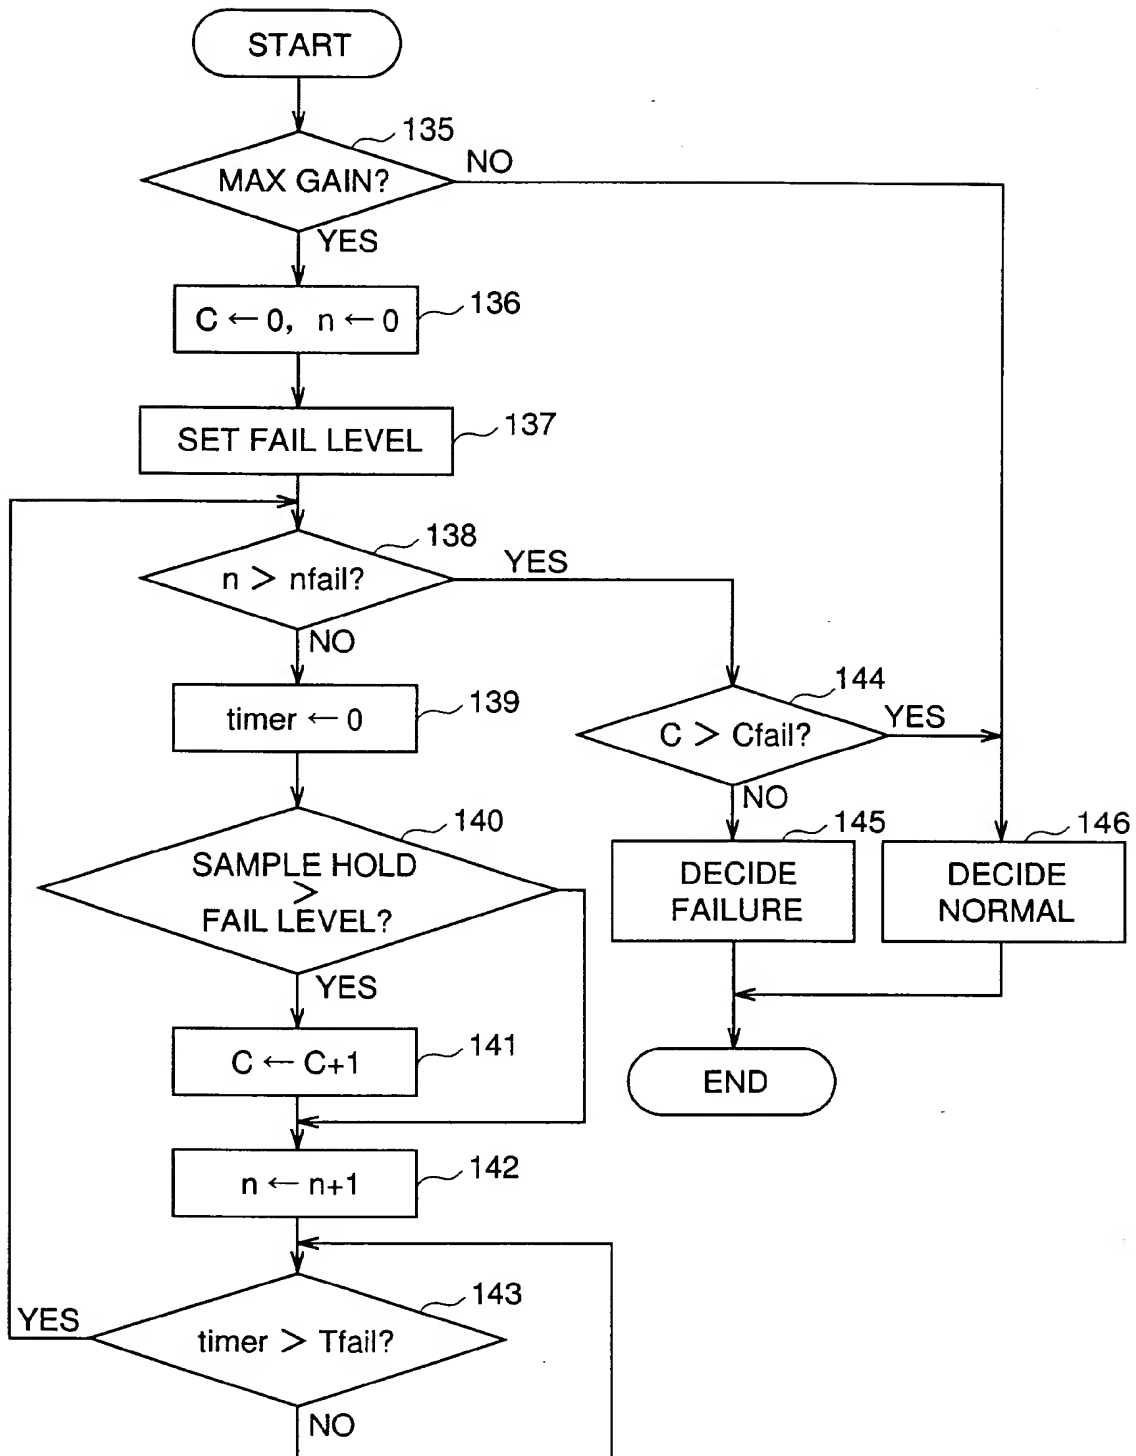 START
135
MAX GAIN?
NO
YES
C ← 0, n ← 0
136
SET FAIL LEVEL
137
138
n > nfail?
YES
NO
timer ← 0
139
144
C > Cfail?
YES
NO
140
SAMPLE HOLD
>
FAIL LEVEL?
YES
145
DECIDE
FAILURE
146
DECIDE
NORMAL
C ← C+1
141
END
n ← n+1
142
143
timer > Tfail?
YES
NO